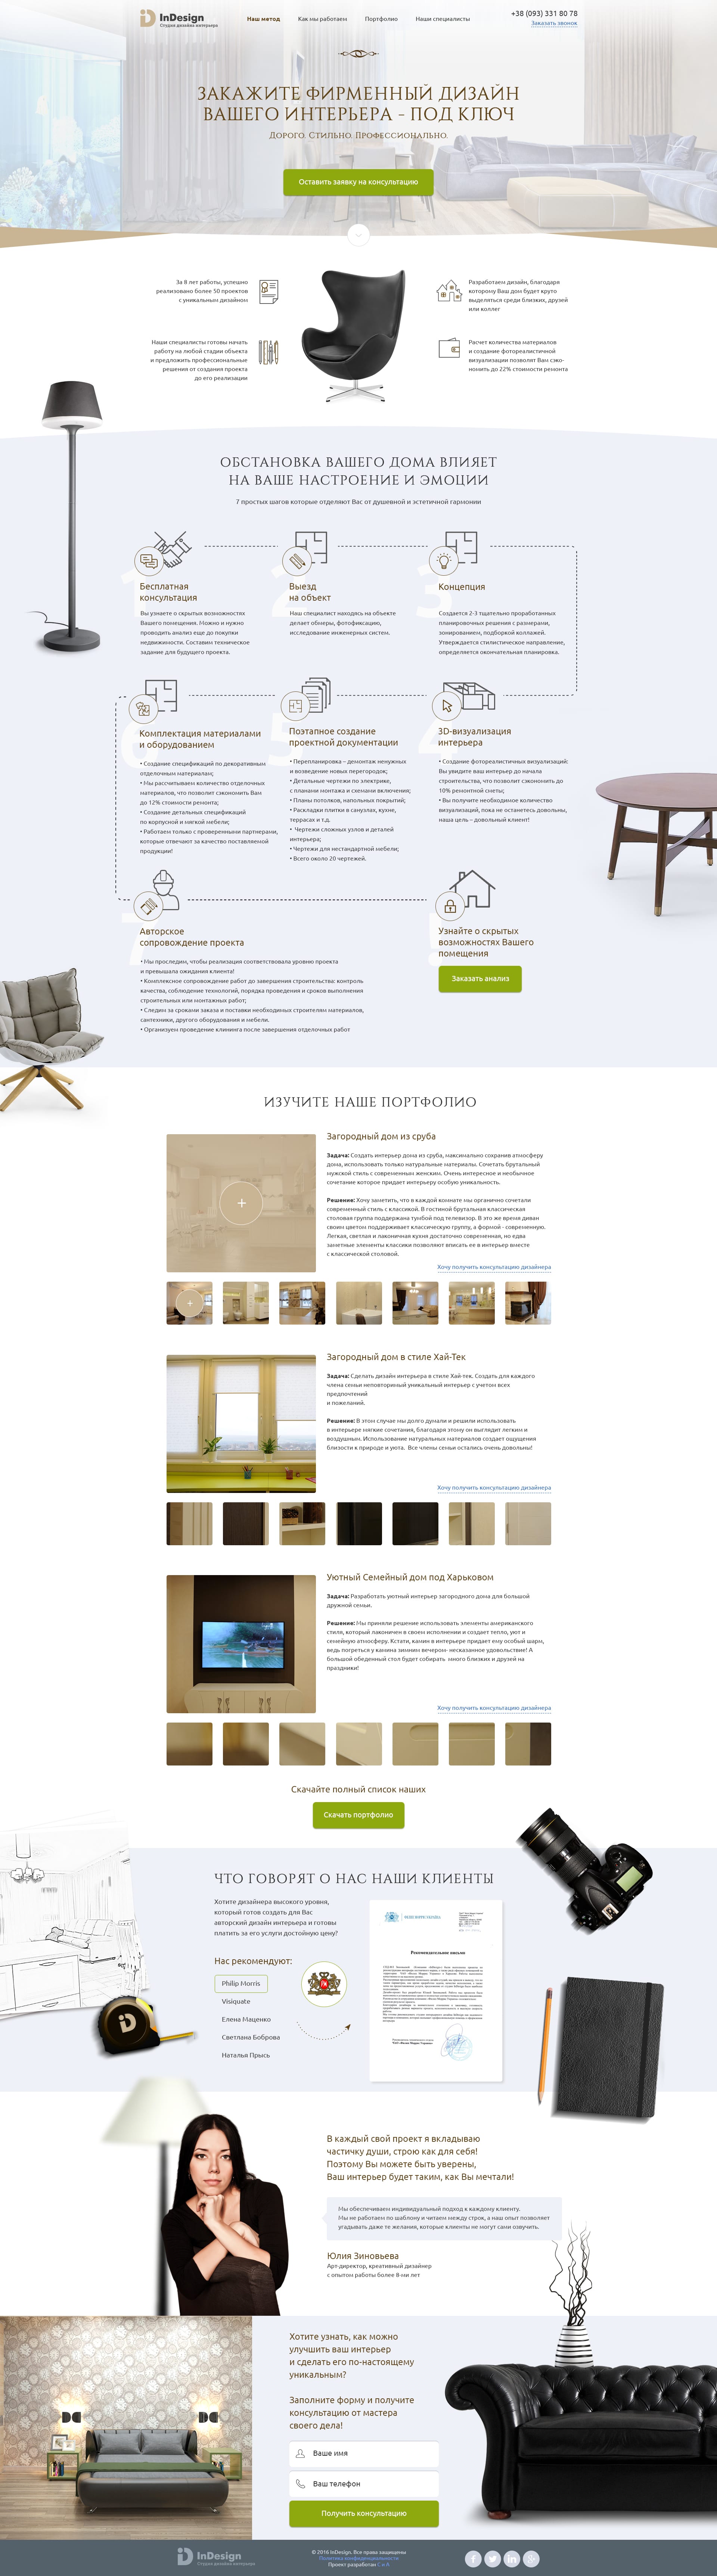 InDesign
Студия дизайна интерьера
Наш метод
Как мы работаем
Портфолио
Наши специалисты
+38 (093) 331 80 78
Заказать звонок
ЗАКАЖИТЕ ФИРМЕННЫЙ ДИЗАЙН
ВАШЕГО ИНТЕРЬЕРА - ПОД КЛЮЧ
Дорого. Стильно. Профессионально.
Оставить заявку на консультацию
За 8 лет работы, успешно
реализовано более 50 проектов
с уникальным дизайном
Разработаем дизайн, благодаря
которому Ваш дом будет круто
выделяться среди близких, друзей
или коллег
Наши специалисты готовы начать
работу на любой стадии объекта
и предложить профессиональные
решения от создания проекта
до его реализации
Расчет количества материалов
и создание фотореалистичной
визуализации позволят Вам сэко-
номить до 22% стоимости ремонта
ОБСТАНОВКА ВАШЕГО ДОМА ВЛИЯЕТ
НА ВАШЕ НАСТРОЕНИЕ И ЭМОЦИИ
7 простых шагов которые отделяют Вас от душевной и эстетичной гармонии
1
Бесплатная
консультация
Вы узнаете о скрытых возможностях
Вашего помещения. Можно и нужно
проводить анализ еще до покупки
недвижимости. Составим техническое
задание для будущего проекта.
2
Выезд
на объект
Наш специалист находясь на объекте
делает обмеры, фотофиксацию,
исследование инженерных систем.
3
Концепция
Создается 2-3 тщательно проработанных
планировочных решения с размерами,
зонированием, подборкой коллажей.
Утверждается стилистическое направление,
определяется окончательная планировка.
6
Комплектация материалами
и оборудованием
• Создание спецификаций по декоративным
отделочным материалам;
• Мы рассчитываем количество отделочных
материалов, что позволит сэкономить Вам
до 12% стоимости ремонта;
• Создание детальных спецификаций
по корпусной и мягкой мебели;
• Работаем только с проверенными партнерами,
которые отвечают за качество поставляемой
продукции!
5
Поэтапное создание
проектной документации
• Перепланировка – демонтаж ненужных
и возведение новых перегородок;
• Детальные чертежи по электрике,
с планами монтажа и схемами включения;
• Планы потолков, напольных покрытий;
• Раскладки плитки в санузлах, кухне,
террасах и т.д.
• Чертежи сложных узлов и деталей
интерьера;
• Чертежи для нестандартной мебели;
• Всего около 20 чертежей.
4
3D-визуализация
интерьера
• Создание фотореалистичных визуализаций:
Вы увидите ваш интерьер до начала
строительства, что позволит сэкономить до
10% ремонтной сметы;
• Вы получите необходимое количество
визуализаций, пока не останетесь довольны,
наша цель – довольный клиент!
7
Авторское
сопровождение проекта
• Мы проследим, чтобы реализация соответствовала уровню проекта
и превышала ожидания клиента!
• Комплексное сопровождение работ до завершения строительства: контроль
качества, соблюдение технологий, порядка проведения и сроков выполнения
строительных или монтажных работ;
• Следим за сроками заказа и поставки необходимых строителям материалов,
сантехники, другого оборудования и мебели.
• Организуем проведение клининга после завершения отделочных работ
!
Узнайте о скрытых
возможностях Вашего
помещения
Заказать анализ
ИЗУЧИТЕ НАШЕ ПОРТФОЛИО
Загородный дом из сруба
Задача: Создать интерьер дома из сруба, максимально сохранив атмосферу
дома, использовать только натуральные материалы. Сочетать брутальный
мужской стиль с современным женским. Очень интересное и необычное
сочетание которое придает интерьеру особую уникальность.
Решение: Хочу заметить, что в каждой комнате мы органично сочетали
современный стиль с классикой. В гостиной брутальная классическая
столовая группа поддержана тумбой под телевизор. В это же время диван
своим цветом поддерживает классическую группу, а формой - современную.
Легкая, светлая и лаконичная кухня достаточно современная, но едва
заметные элементы классики позволяют вписать ее в интерьер вместе
с классической столовой.
Хочу получить консультацию дизайнера
Загородный дом в стиле Хай-Тек
Задача: Сделать дизайн интерьера в стиле Хай-тек. Создать для каждого
члена семьи неповторимый уникальный интерьер с учетом всех
предпочтений
и пожеланий.
Решение: В этом случае мы долго думали и решили использовать
в интерьере мягкие сочетания, благодаря этому он выглядит легким и
воздушным. Использование натуральных материалов создает ощущения
близости к природе и уюта. Все члены семьи остались очень довольны!
Хочу получить консультацию дизайнера
Уютный Семейный дом под Харьковом
Задача: Разработать уютный интерьер загородного дома для большой
дружной семьи.
Решение: Мы приняли решение использовать элементы американского
стиля, который лаконичен в своем исполнении и создает тепло, уют и
семейную атмосферу. Кстати, камин в интерьере придает ему особый шарм,
ведь погреться у камина зимним вечером- несказанное удовольствие! А
большой обеденный стол будет собирать много близких и друзей на
праздники!
Хочу получить консультацию дизайнера
Скачайте полный список наших
Скачать портфолио
ЧТО ГОВОРЯТ О НАС НАШИ КЛИЕНТЫ
Хотите дизайнера высокого уровня,
который готов создать для Вас
авторский дизайн интерьера и готовы
платить за его услуги достойную цену?
Нас рекомендуют:
Philip Morris
Visiquate
Елена Маценко
Светлана Боброва
Наталья Прысь
Рекомендательное письмо
В каждый свой проект я вкладываю
частичку души, строю как для себя!
Поэтому Вы можете быть уверены,
Ваш интерьер будет таким, как Вы мечтали!
Мы обеспечиваем индивидуальный подход к каждому клиенту.
Мы не работаем по шаблону и читаем между строк, а наш опыт позволяет
угадывать даже те желания, которые клиенты не могут сами озвучить.
Юлия Зиновьева
Арт-директор, креативный дизайнер
с опытом работы более 8-ми лет
Хотите узнать, как можно
улучшить ваш интерьер
и сделать его по-настоящему
уникальным?
Заполните форму и получите
консультацию от мастера
своего дела!
Ваше имя
Ваш телефон
Получить консультацию
InDesign
Студия дизайна интерьера
© 2016 InDesign. Все права защищены
Политика конфиденциальности
Проект разработан